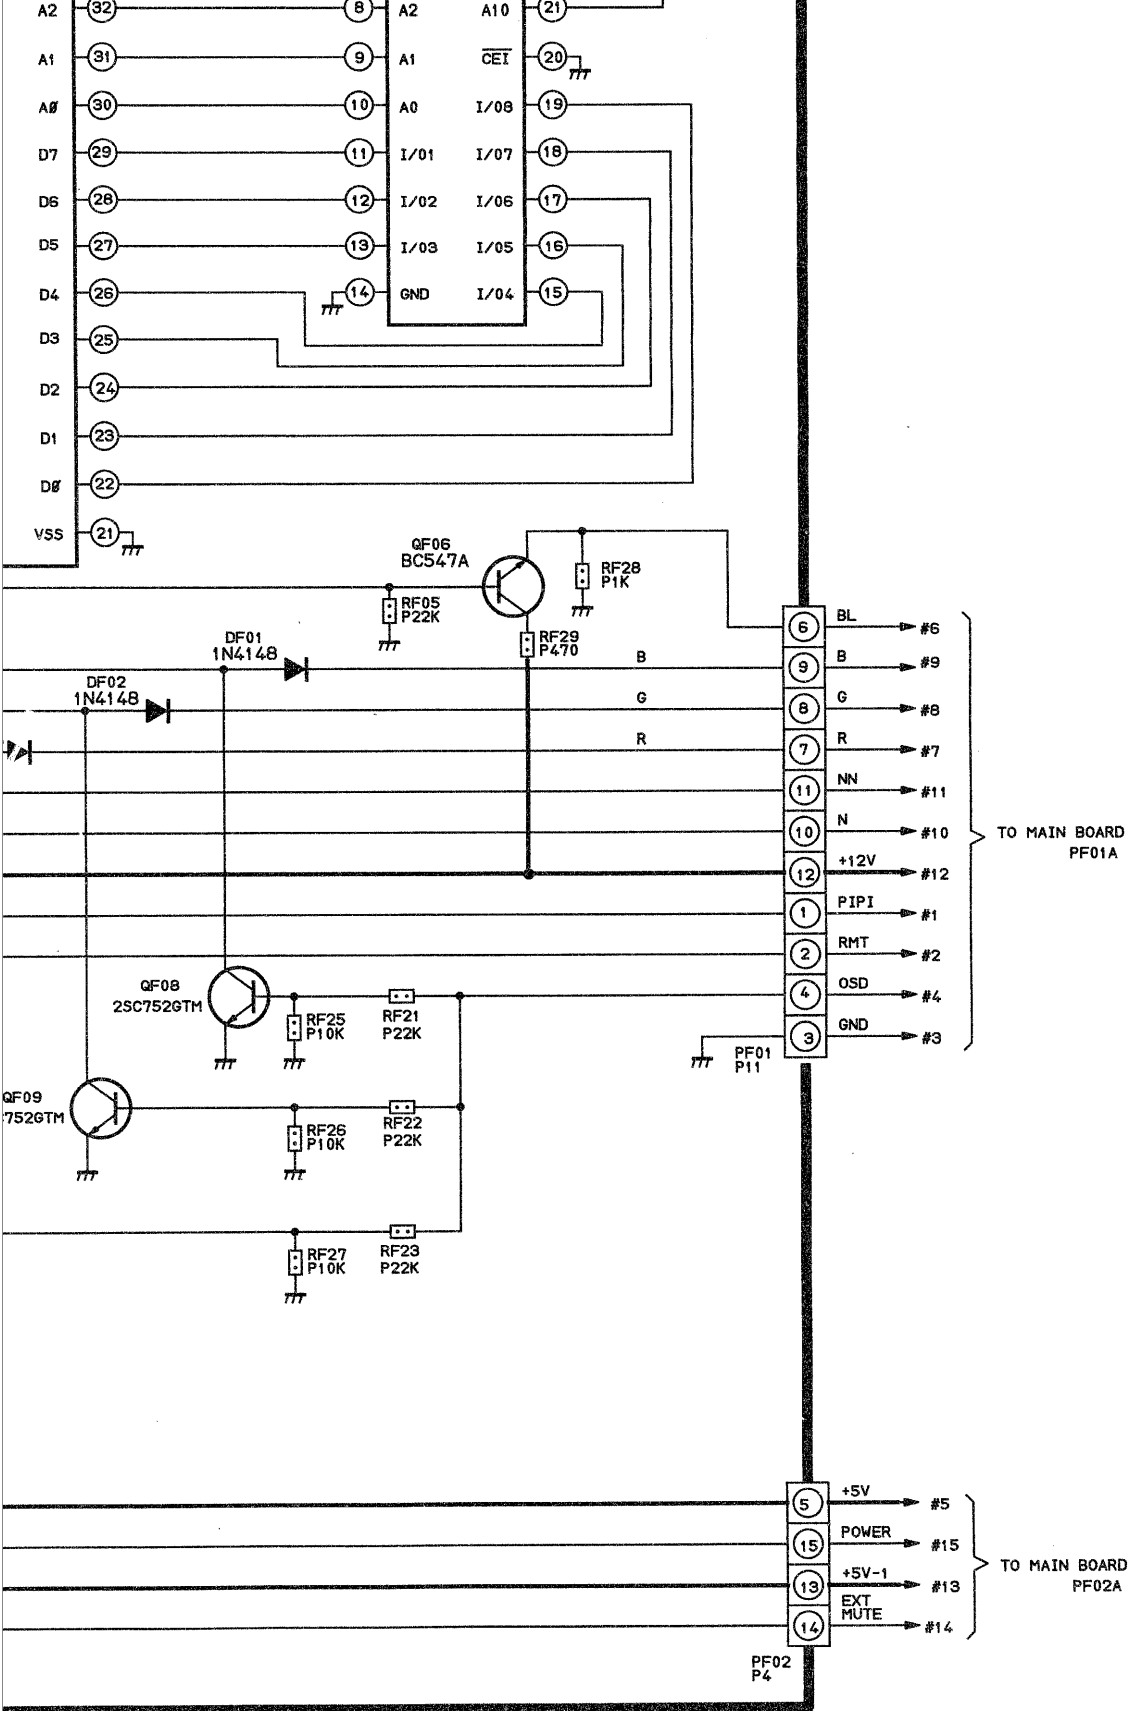 A2 32 8 A2 A10 21
A1 31 9 A1 CEI 20
AØ 30 10 A0 I/08 19
D7 29 11 I/01 I/07 18
D6 28 12 I/02 I/06 17
D5 27 13 I/03 I/05 16
D4 26 14 GND I/04 15
D3 25
D2 24
D1 23
DØ 22
VSS 21
QF06
BC547A
RF28
P1K
RF05
P22K
RF29
P470
DF01
1N4148
DF02
1N4148
B
G
R
6 BL #6
9 B #9
8 G #8
7 R #7
11 NN #11
10 N #10
12 +12V #12
1 PIPI #1
2 RMT #2
4 OSD #4
3 GND #3
TO MAIN BOARD
PF01A
PF01
P11
QF08
2SC752GTM
RF25
P10K
RF21
P22K
QF09
752GTM
RF26
P10K
RF22
P22K
RF27
P10K
RF23
P22K
5 +5V #5
15 POWER #15
13 +5V-1 #13
EXT
MUTE
14 #14
TO MAIN BOARD
PF02A
PF02
P4